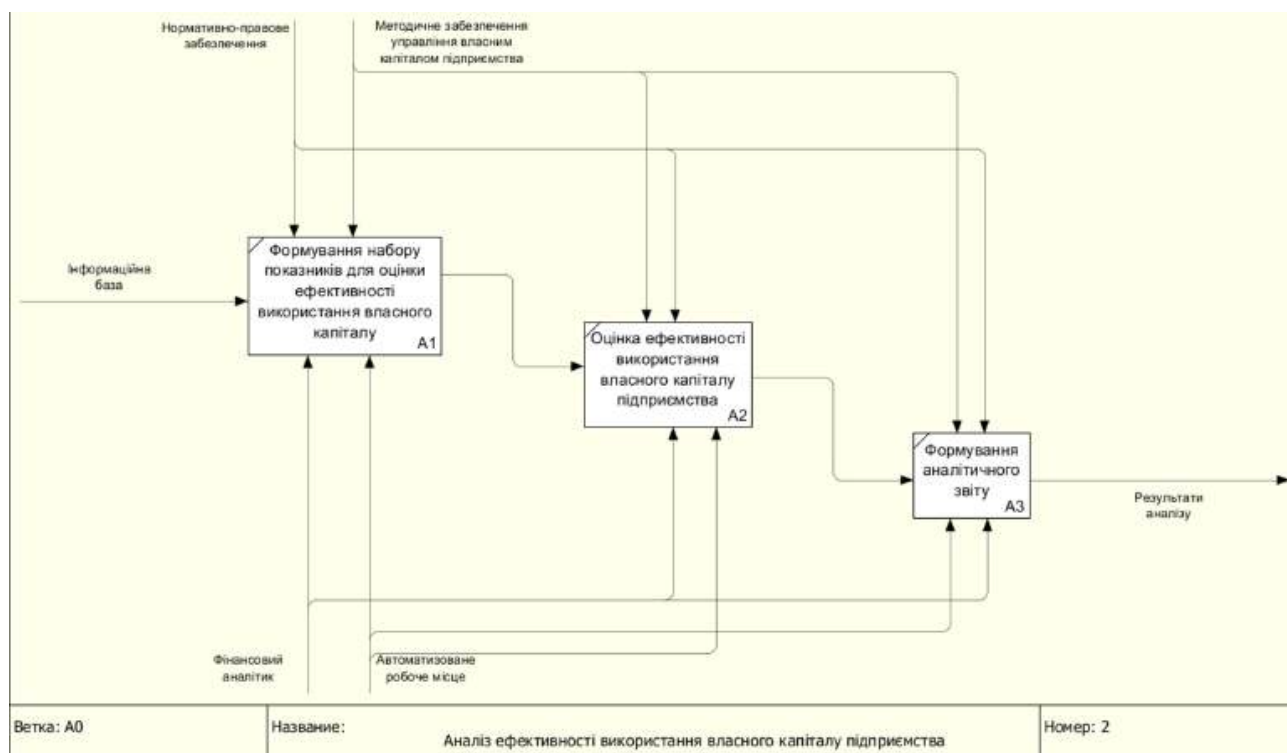 Нормативно-правове
забезпечення
Методичне забезпечення
управління власним
капіталом підприємства
Інформаційна
база
Формування набору
показників для оцінки
ефективності
використання власного
капіталу
A1
Оцінка ефективності
використання
власного капіталу
підприємства
A2
Формування
аналітичного
звіту
A3
Результати
аналізу
Фінансовий
аналітик
Автоматизоване
робоче місце
Ветка: A0
Название:
Аналіз ефективності використання власного капіталу підприємства
Номер: 2